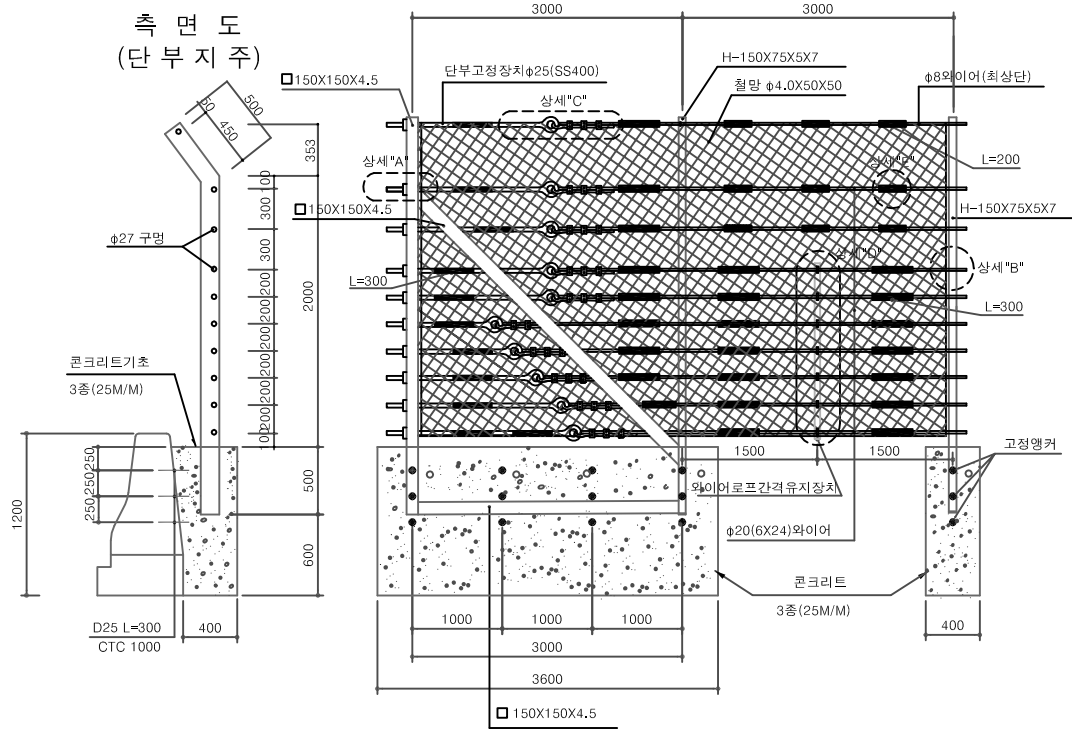 측 면 도
(단 부 지 주)
3000
3000
H-150X75X5X7
150X150X4.5
단부고정장치φ25(SS400)
철망 φ4.0X50X50
φ8와이어(최상단)
상세"C"
50
500
450
353
상세"A"
L=200
100
300
150X150X4.5
H-150X75X5X7
φ27 구멍
300
상세"D"
상세"B"
L=300
L=300
200
200
200
200
200
200
100
2000
콘크리트기초
3종(25M/M)
1500
1500
고정앵커
250
250
250
1200
500
와이어로프간격유지장치
φ20(6X24)와이어
600
콘크리트
3종(25M/M)
D25 L=300
CTC 1000
400
1000
1000
1000
400
3000
3600
150X150X4.5